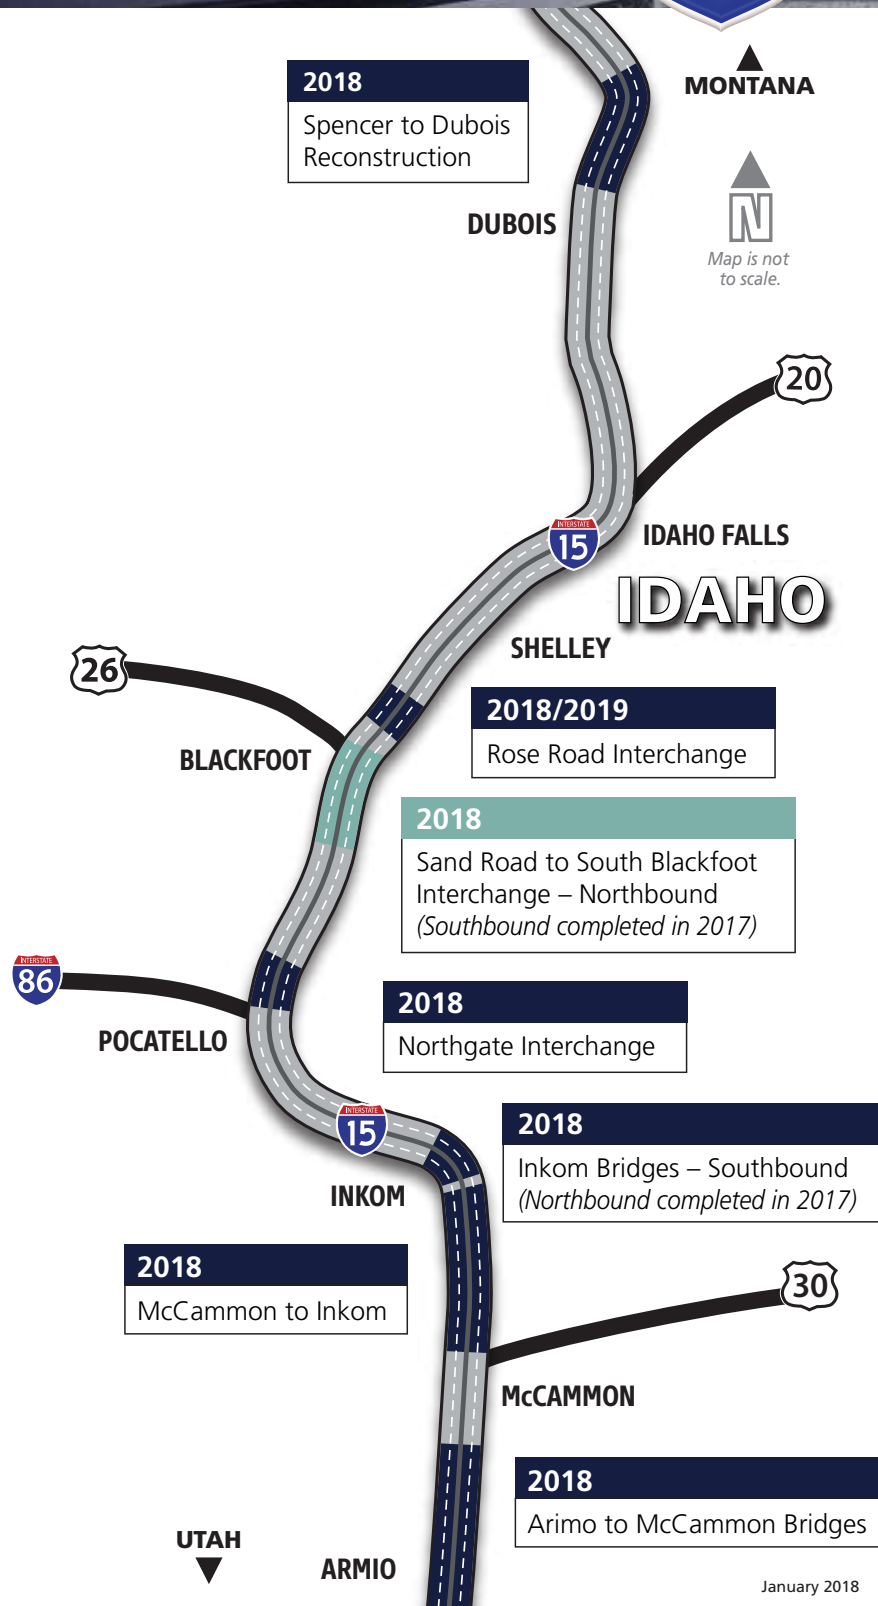 MONTANA
2018
Spencer to Dubois
Reconstruction
N
Map is not
to scale.
DUBOIS
20
INTERSTATE
15
IDAHO FALLS
IDAHO
SHELLEY
26
2018/2019
Rose Road Interchange
BLACKFOOT
2018
Sand Road to South Blackfoot
Interchange – Northbound
(Southbound completed in 2017)
INTERSTATE
86
2018
Northgate Interchange
POCATELLO
INTERSTATE
15
2018
Inkom Bridges – Southbound
(Northbound completed in 2017)
INKOM
2018
McCammon to Inkom
30
McCAMMON
2018
Arimo to McCammon Bridges
UTAH
ARMIO
January 2018